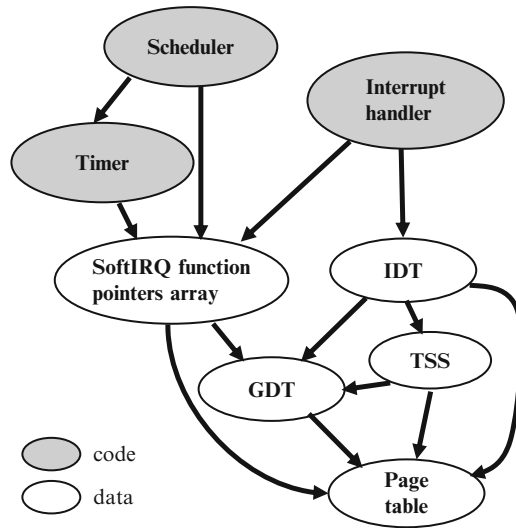 Scheduler
Interrupt
handler
Timer
SoftIRQ function
pointers array
IDT
TSS
GDT
code
data
Page
table